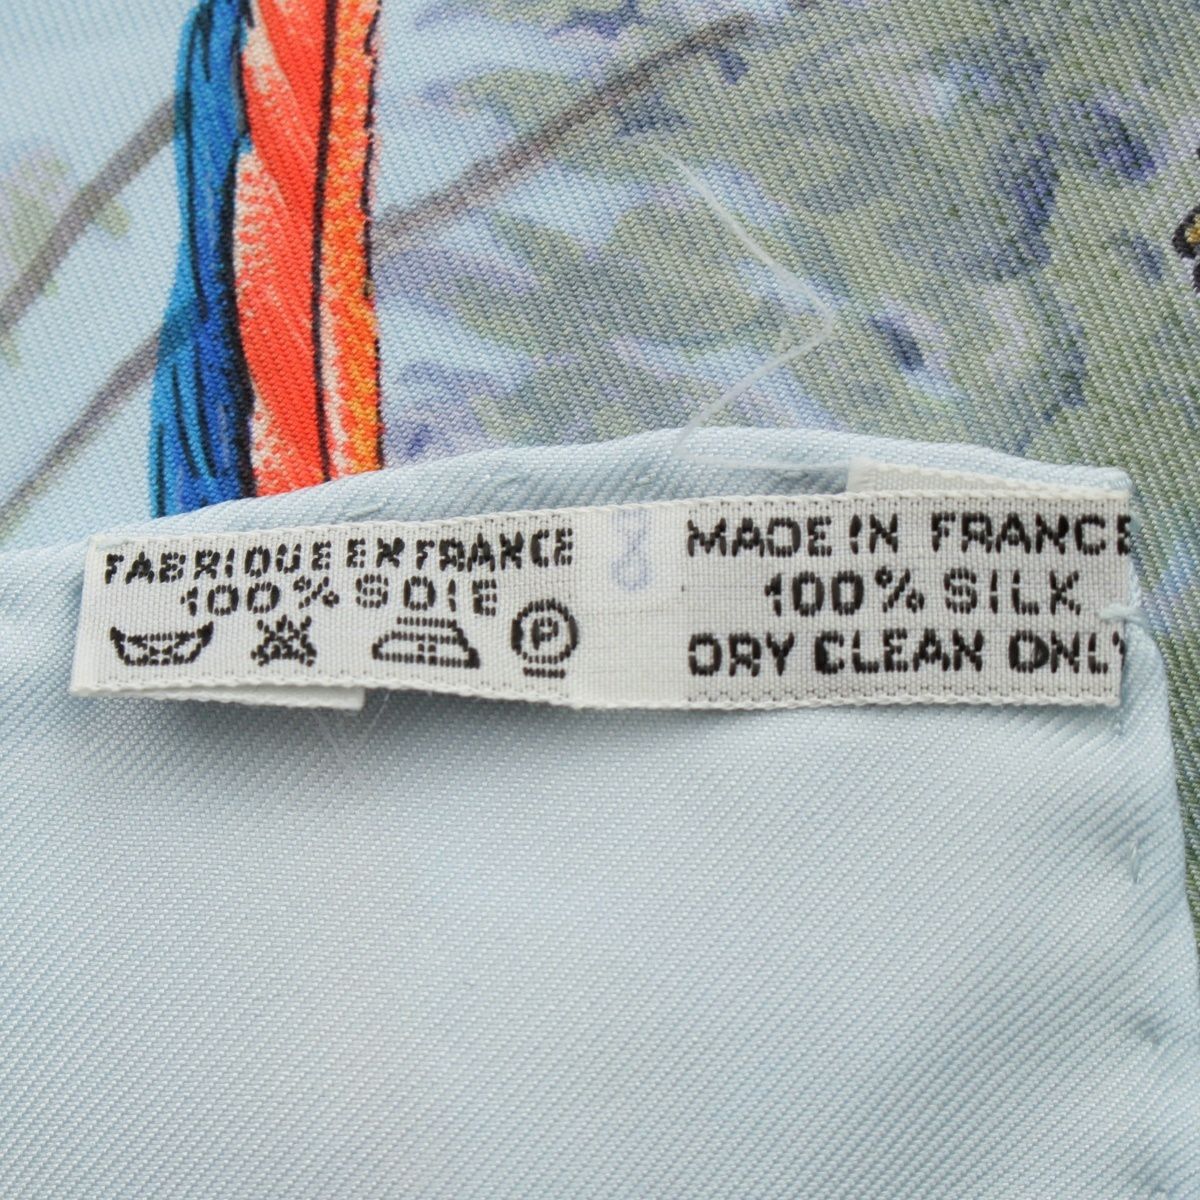 FABRIQUE EN FRANCE
100% SOIE
P
MADE IN FRANCE
100% SILK
DRY CLEAN ONLY